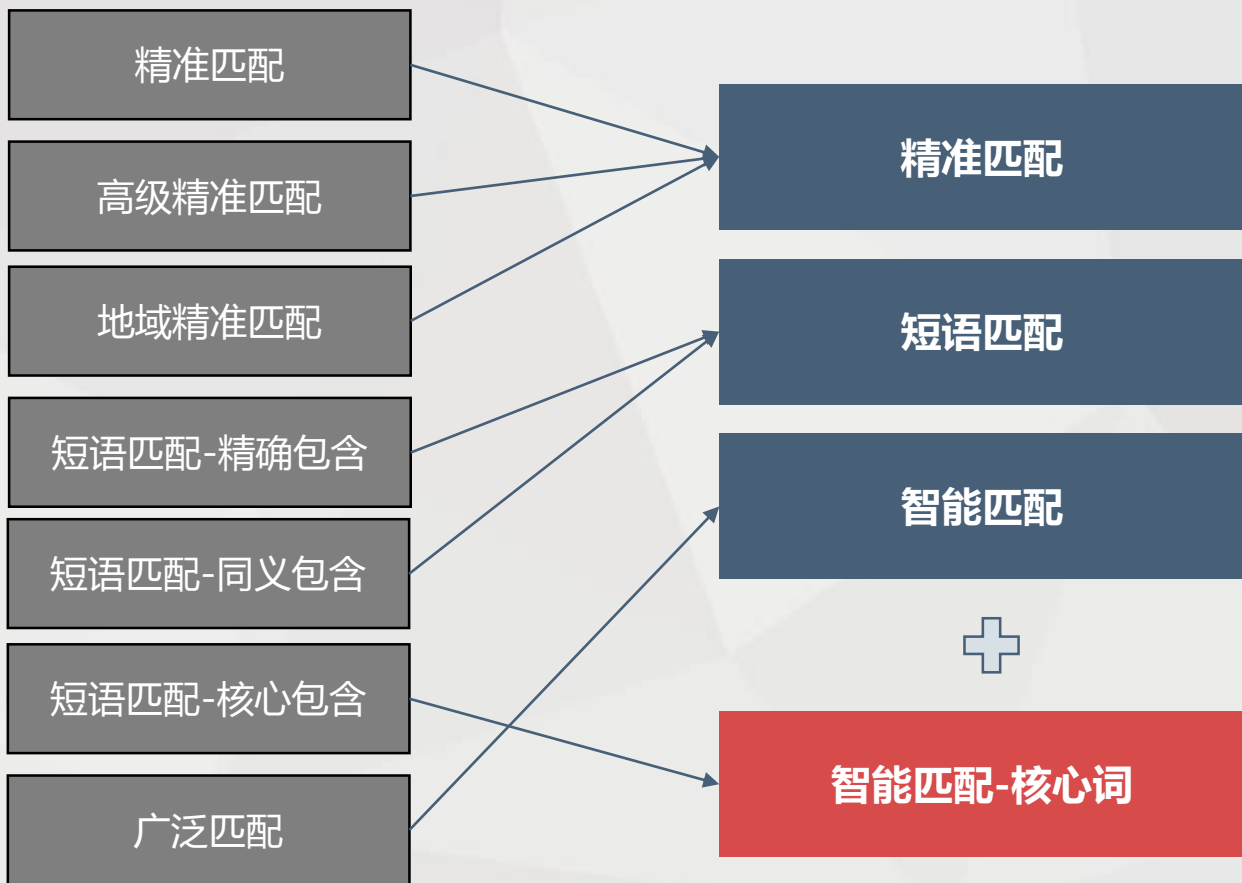 精准匹配
高级精准匹配
地域精准匹配
短语匹配-精确包含
短语匹配-同义包含
短语匹配-核心包含
广泛匹配
精准匹配
短语匹配
智能匹配
智能匹配-核心词